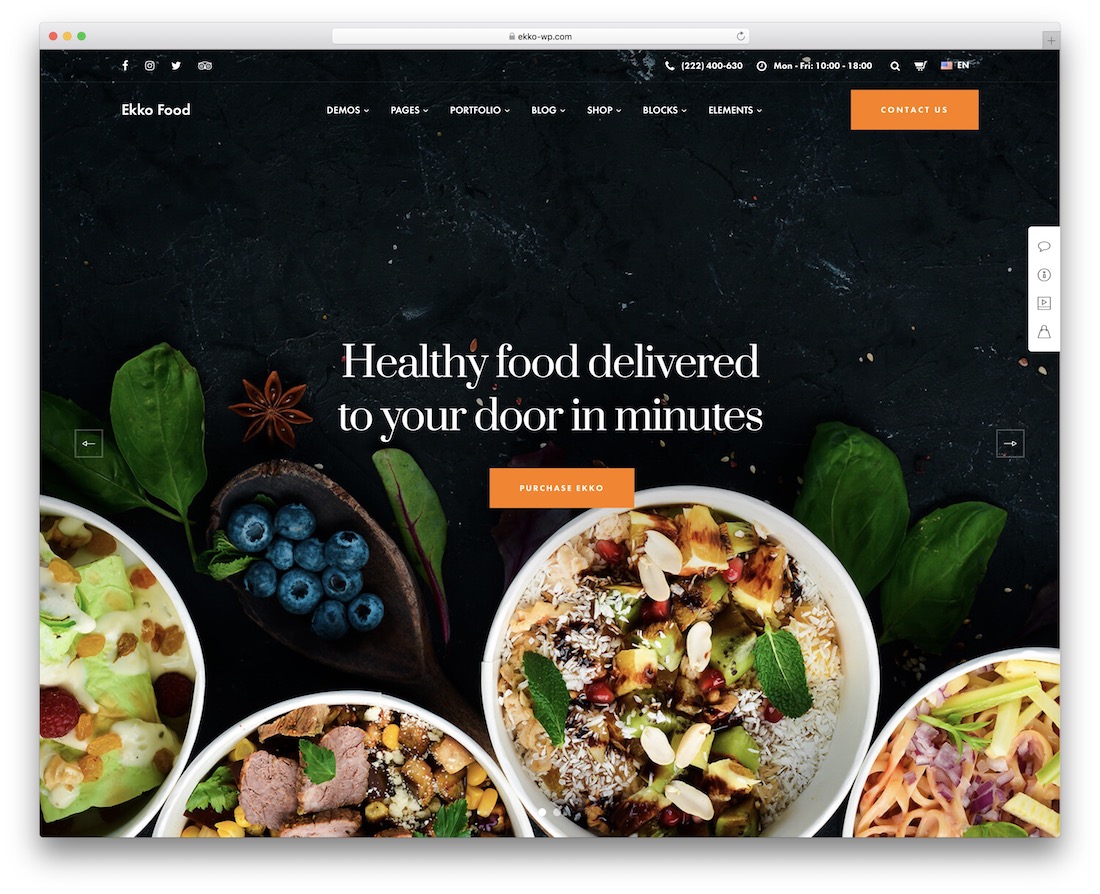 ekko-wp.com
(222) 400-630 Mon - Fri: 10:00 - 18:00 EN
Ekko Food DEMOS PAGES PORTFOLIO BLOG SHOP BLOCKS ELEMENTS CONTACT US
Healthy food delivered
to your door in minutes
PURCHASE EKKO